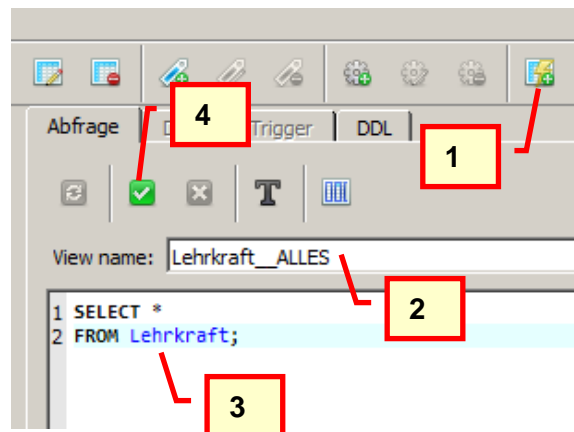 4
Abfrage D Trigger DDL
1
T
View name: Lehrkraft__ALLES
2
1 SELECT *
2 FROM Lehrkraft;
3